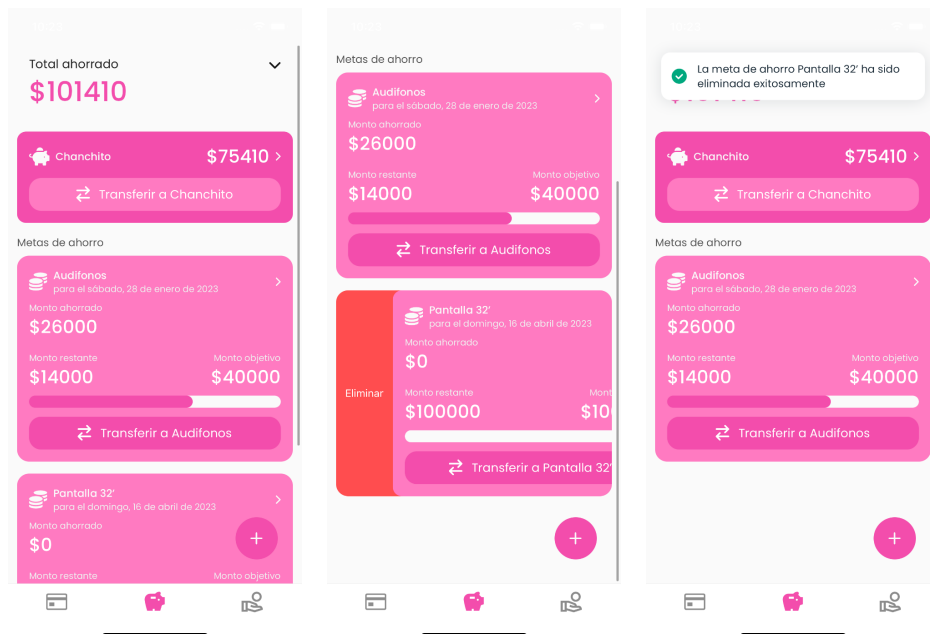 Total ahorrado
$101410
Chanchito
$75410
Transferir a Chanchito
Metas de ahorro
Audifonos
para el sábado, 28 de enero de 2023
Monto ahorrado
$26000
Monto restante
Monto objetivo
$14000
$40000
Transferir a Audifonos
Pantalla 32'
para el domingo, 16 de abril de 2023
Monto ahorrado
$0
Monto restante
Monto objetivo
Metas de ahorro
Audifonos
para el sábado, 28 de enero de 2023
Monto ahorrado
$26000
Monto restante
Monto objetivo
$14000
$40000
Transferir a Audifonos
Eliminar
Pantalla 32'
para el domingo, 16 de abril de 2023
Monto ahorrado
$0
Monto restante
Mont
$100000
$10
Transferir a Pantalla 32'
La meta de ahorro Pantalla 32' ha sido
eliminada exitosamente
Chanchito
$75410
Transferir a Chanchito
Metas de ahorro
Audifonos
para el sábado, 28 de enero de 2023
Monto ahorrado
$26000
Monto restante
Monto objetivo
$14000
$40000
Transferir a Audifonos